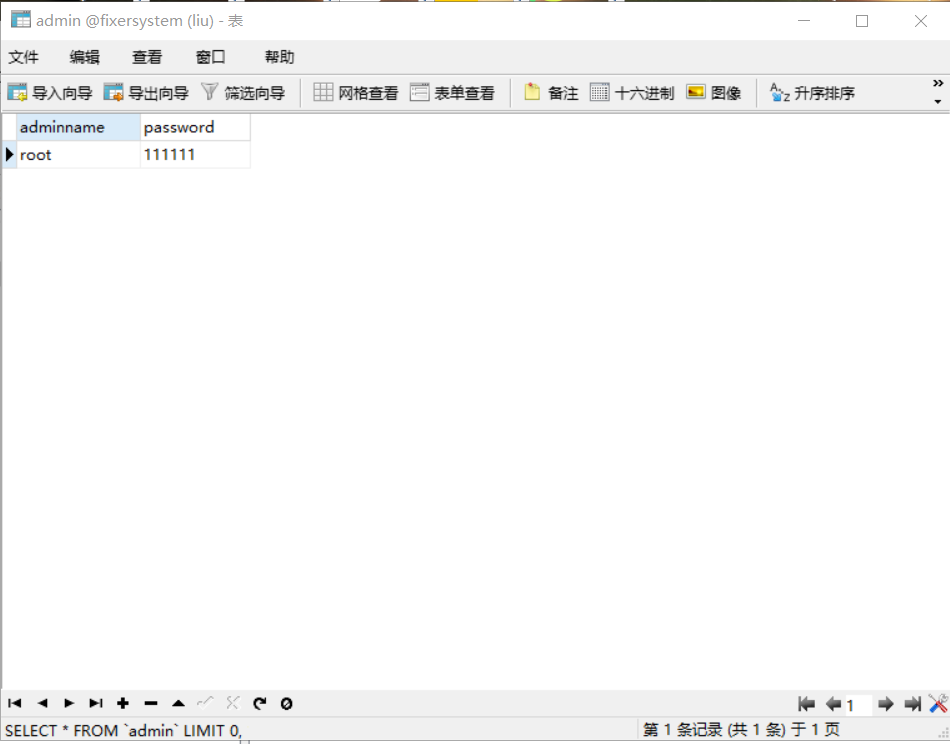 admin @fixersystem (liu) - 表
文件 编辑 查看 窗口 帮助
导入向导 导出向导 筛选向导 网格查看 表单查看 备注 十六进制 图像 升序排序
adminname password
root 111111
1
SELECT * FROM `admin` LIMIT 0, 第 1 条记录 (共 1 条) 于 1 页